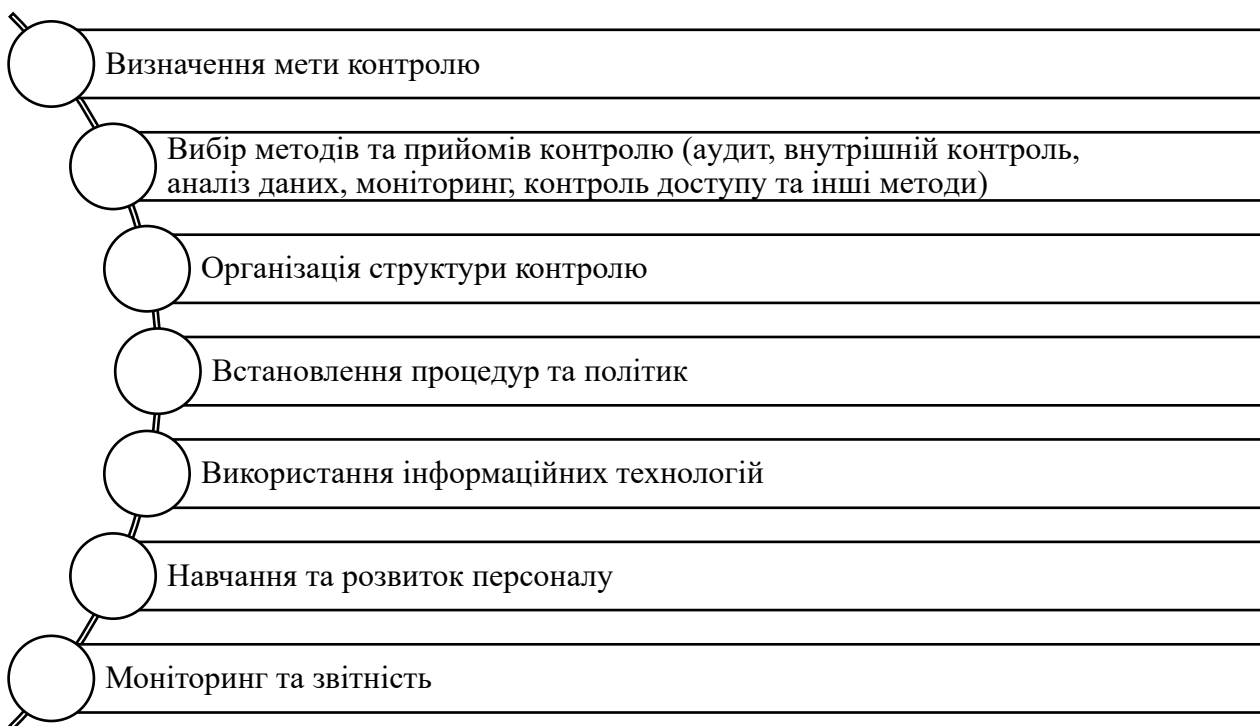 Визначення мети контролю
Вибір методів та прийомів контролю (аудит, внутрішній контроль,
аналіз даних, моніторинг, контроль доступу та інші методи)
Організація структури контролю
Встановлення процедур та політик
Використання інформаційних технологій
Навчання та розвиток персоналу
Моніторинг та звітність